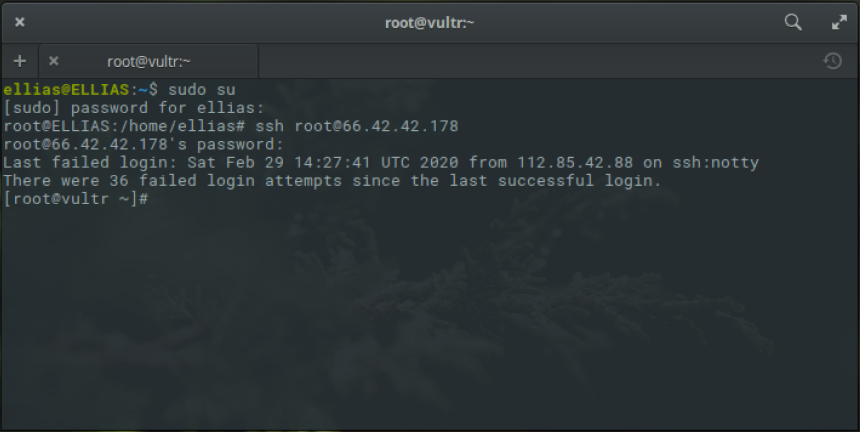 root@vultr:~
root@vultr:~
ellias@ELLIAS:~$ sudo su
[sudo] password for ellias:
root@ELLIAS:/home/ellias# ssh root@66.42.42.178
root@66.42.42.178's password:
Last failed login: Sat Feb 29 14:27:41 UTC 2020 from 112.85.42.88 on ssh:notty
There were 36 failed login attempts since the last successful login.
[root@vultr ~]#